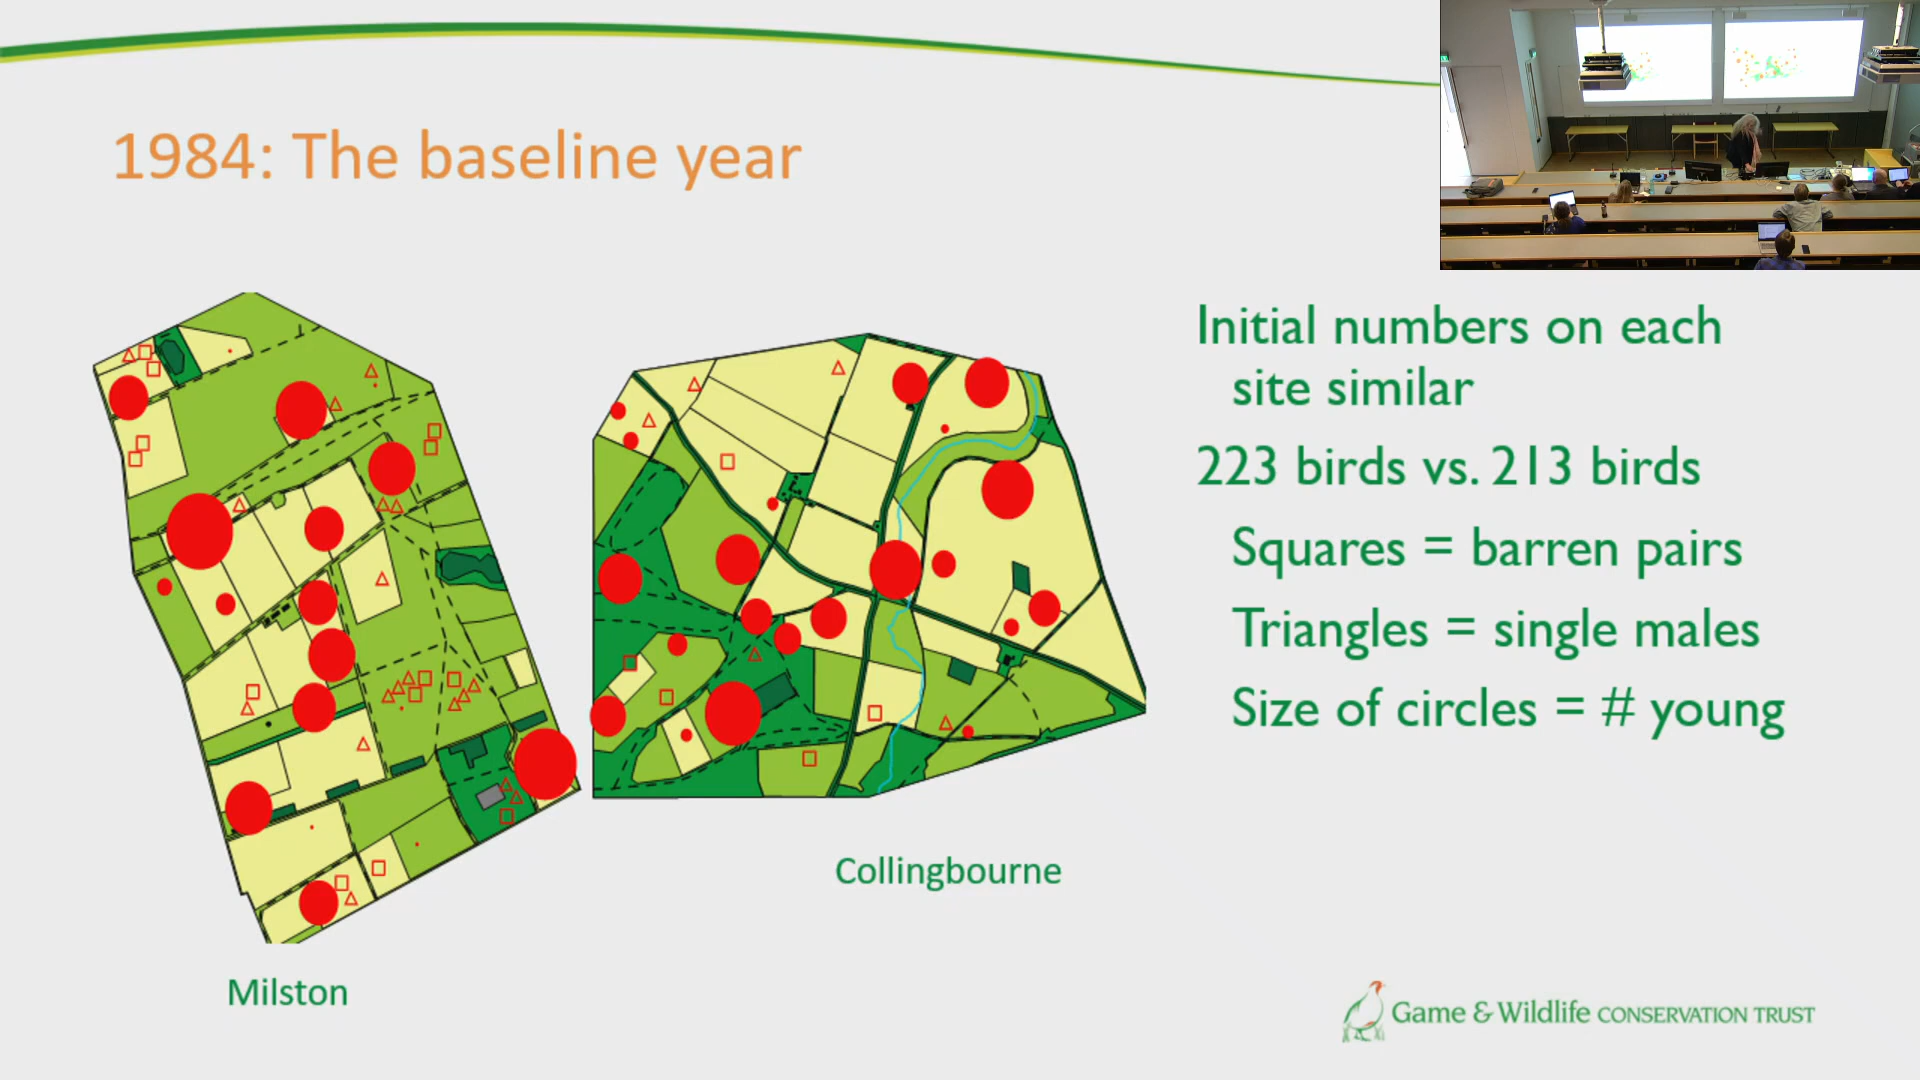 1984: The baseline year
Initial numbers on each
site similar
223 birds vs. 213 birds
Squares = barren pairs
Triangles = single males
Size of circles = # young
Collingbourne
Milston
Game & Wildlife CONSERVATION TRUST